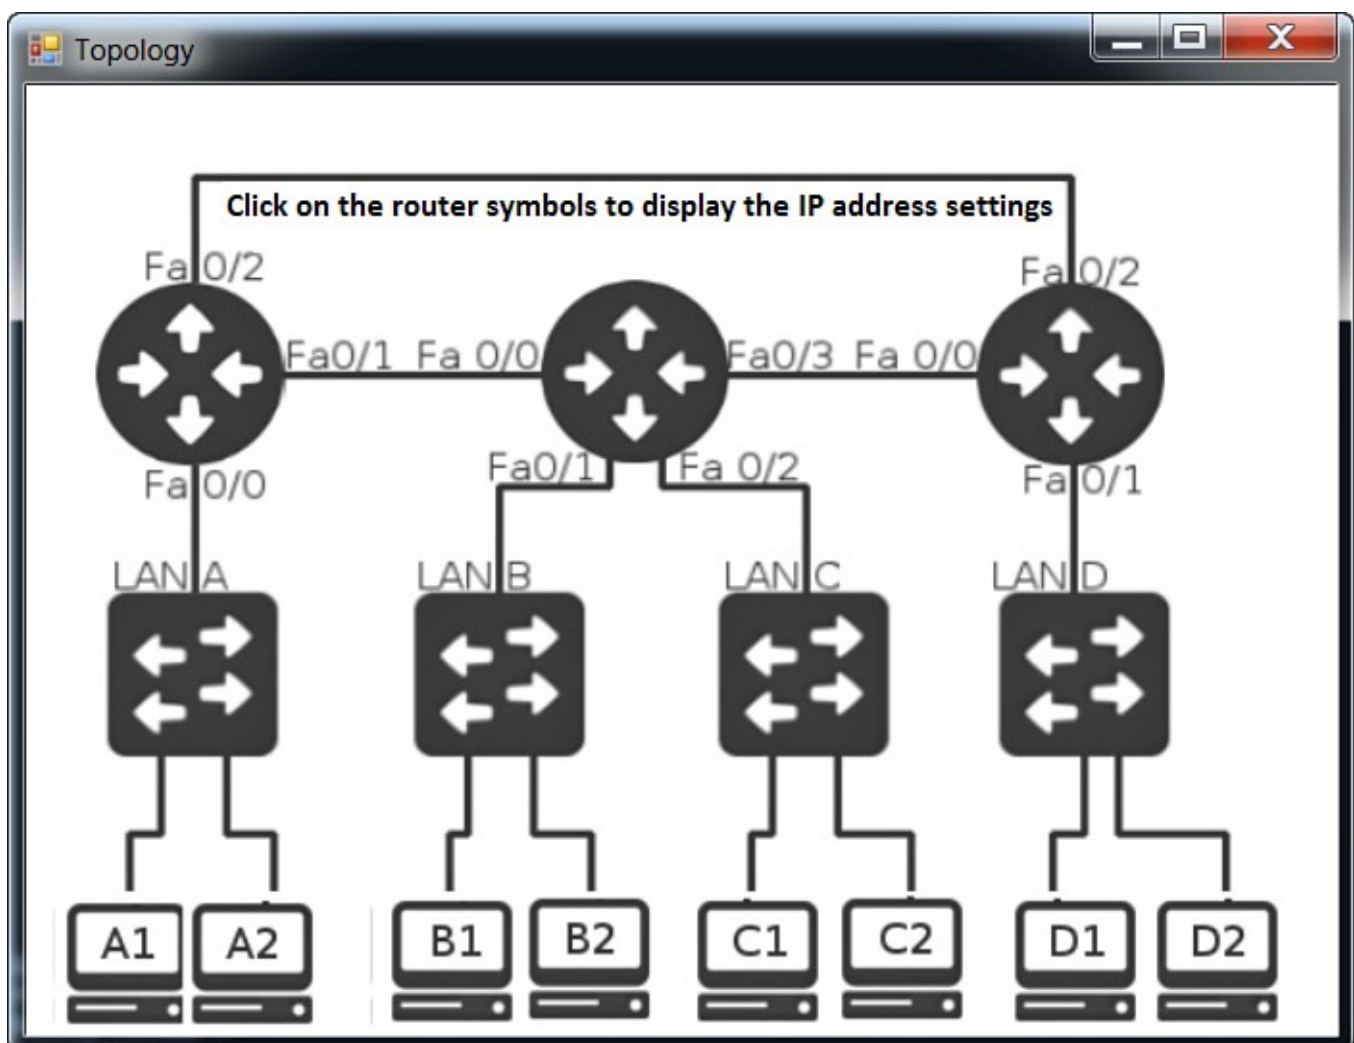 Topology
Click on the router symbols to display the IP address settings
Fa 0/2
Fa 0/2
Fa0/1 Fa 0/0
Fa0/3 Fa 0/0
Fa 0/0
Fa0/1
Fa 0/2
Fa 0/1
LAN A
LAN B
LAN C
LAN D
A1
A2
B1
B2
C1
C2
D1
D2